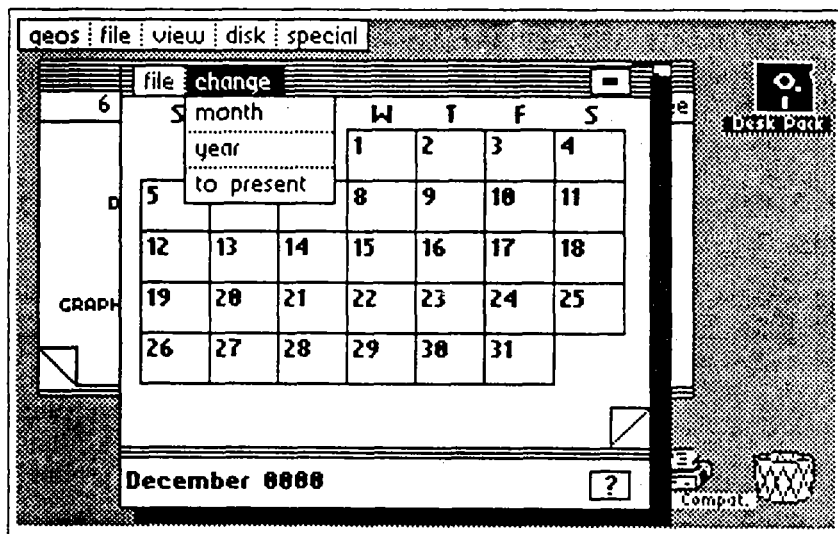 geos file view disk special
file change
6 S month W T F S
Desk Pack
year 1 2 3 4
to present
D 5 8 9 10 11
12 13 14 15 16 17 18
GRAPH 19 20 21 22 23 24 25
26 27 28 29 30 31
December 0000 ?
Compat.